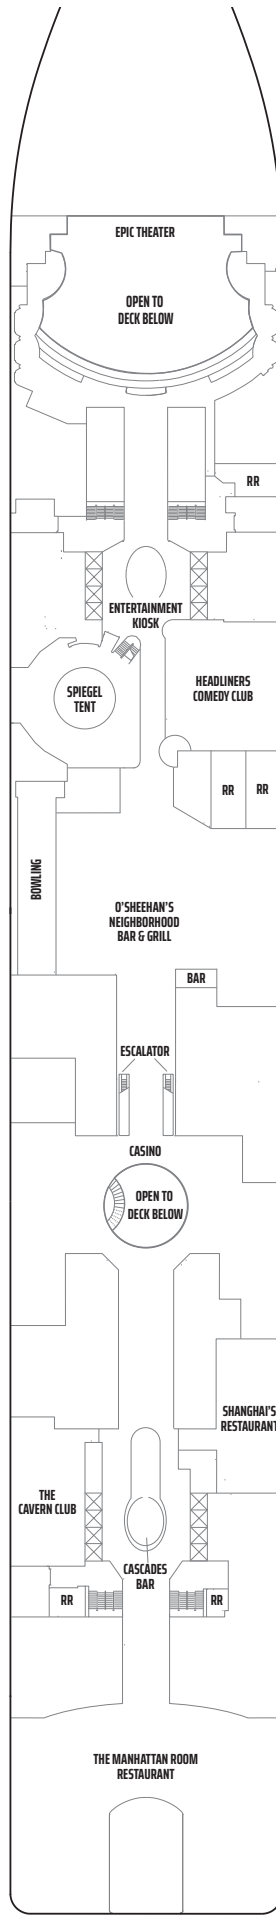 EPIC THEATER
OPEN TO
DECK BELOW
RR
ENTERTAINMENT
KIOSK
SPIEGEL
TENT
HEADLINERS
COMEDY CLUB
RR
RR
BOWLING
O'SHEEHAN'S
NEIGHBORHOOD
BAR & GRILL
BAR
ESCALATOR
CASINO
OPEN TO
DECK BELOW
SHANGHAI'S
RESTAURANT
THE
CAVERN CLUB
CASCADES
BAR
RR
RR
THE MANHATTAN ROOM
RESTAURANT